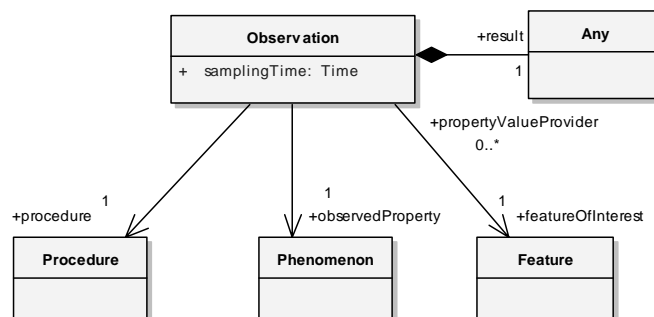 Observation
+ samplingTime: Time
+result
1
Any
+propertyValueProvider
0..*
1
+procedure
1
+observedProperty
1
+featureOfInterest
Procedure
Phenomenon
Feature